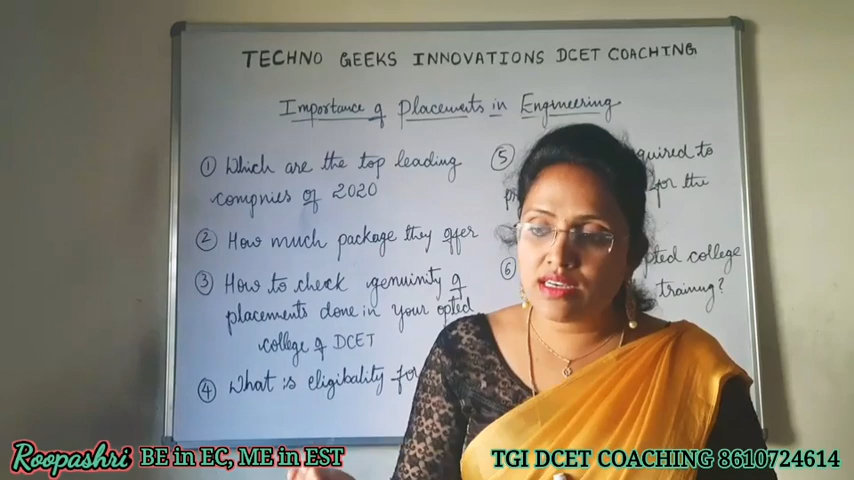 TECHNO GEEKS INNOVATIONS DCET COACHING
Importance of Placements in Engineering
① Which are the top leading
compnies of 2020
② How much package they offer
③ How to check genuinity of
placements done in your opted
college of DCET
④ What is eligibality for
⑤ quired to
for the
⑥ pted college
training?
Roopashri BE in EC, ME in EST
TGI DCET COACHING 8610724614